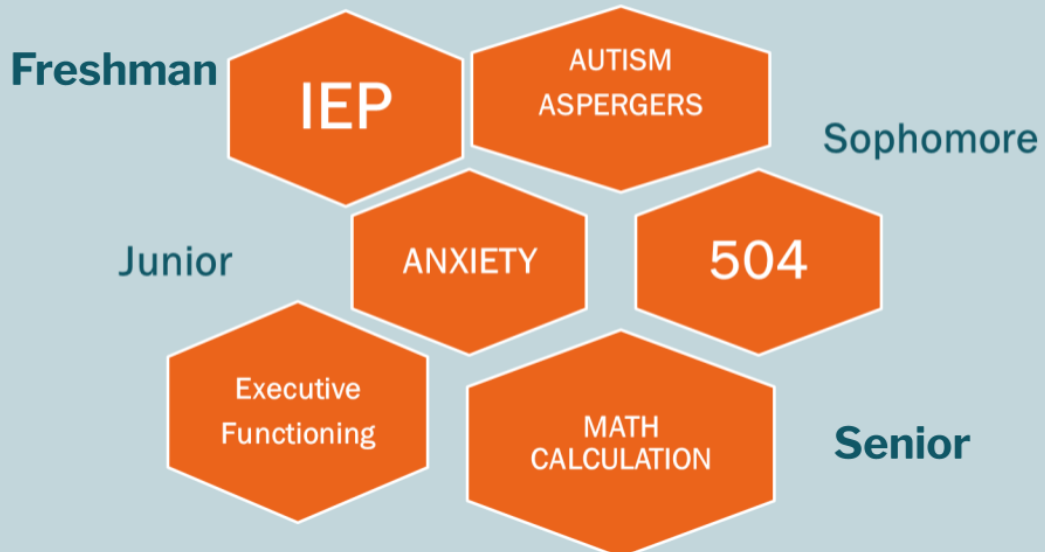 Freshman
IEP
AUTISM
ASPERGERS
Sophomore
Junior
ANXIETY
504
Executive
Functioning
MATH
CALCULATION
Senior